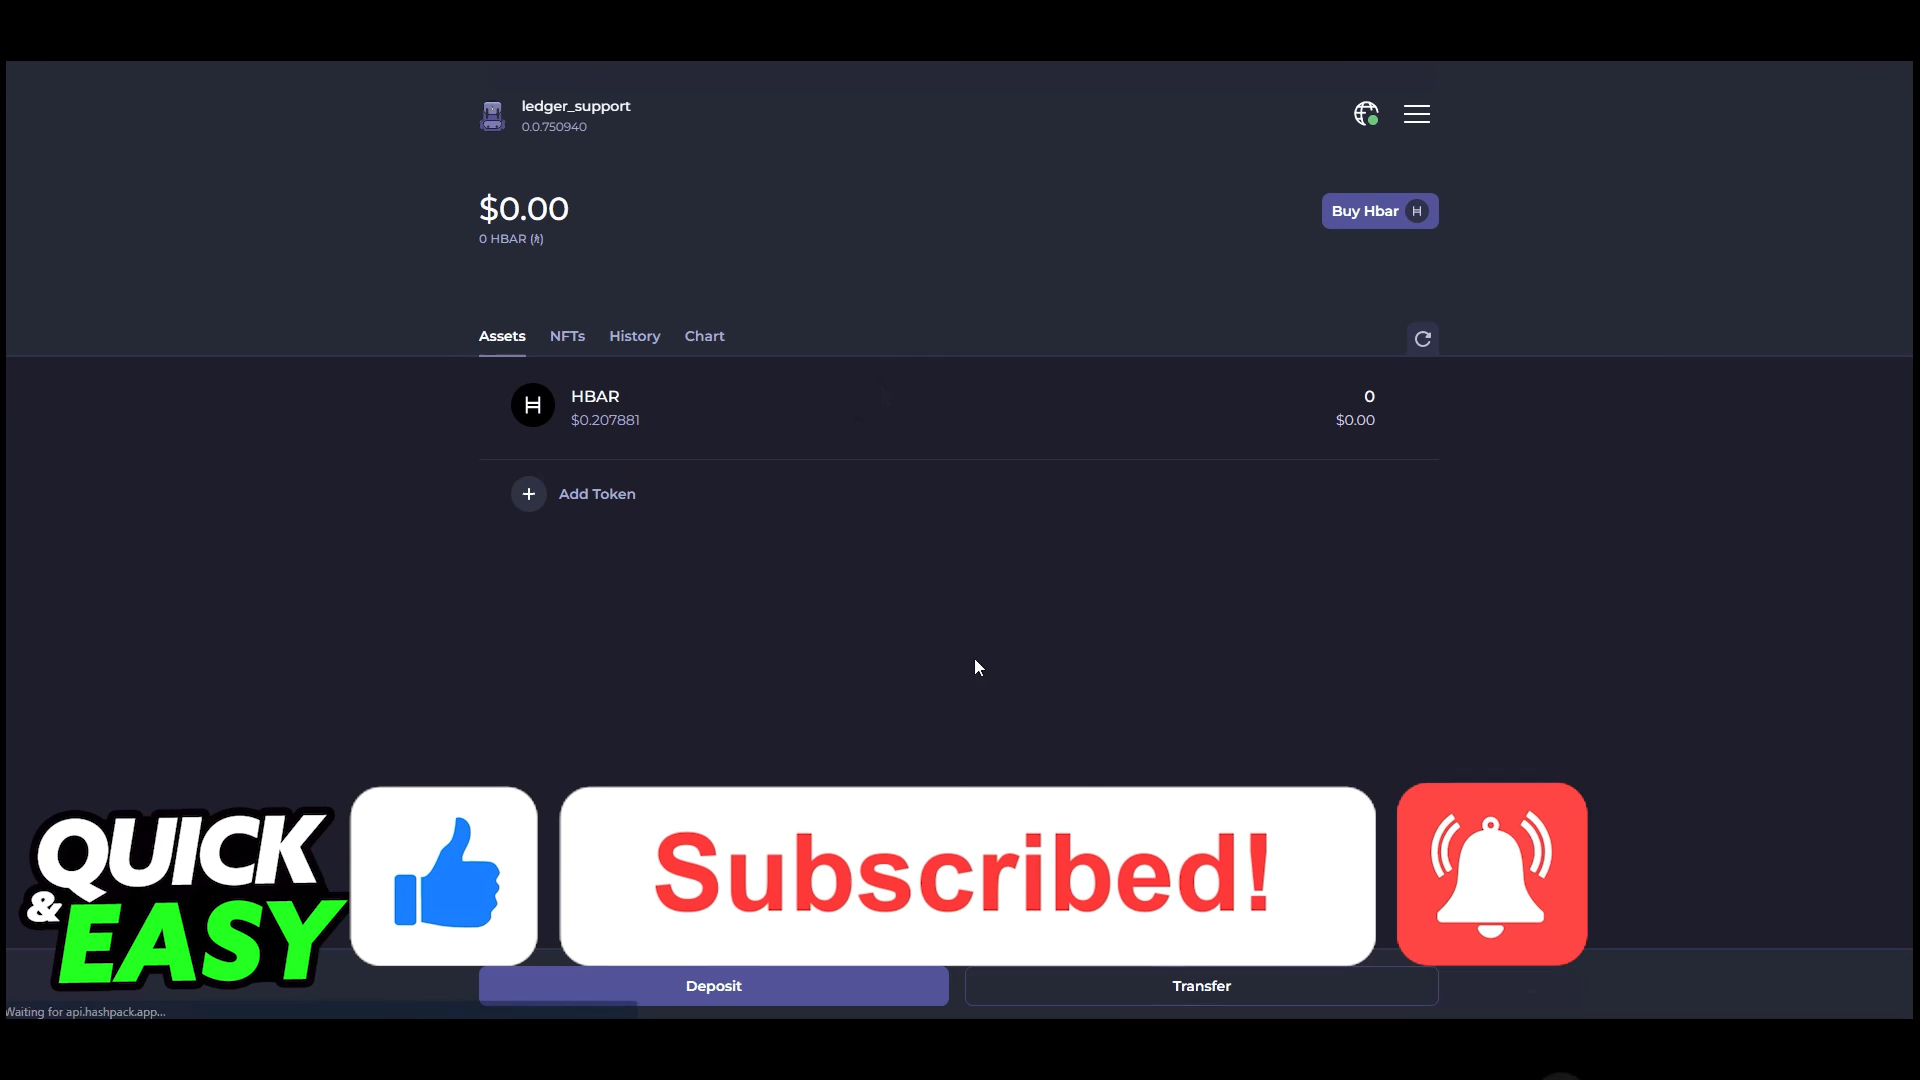 ledger_support
0.0.750940
$0.00
0 HBAR (ℏ)
Buy Hbar
Assets NFTs History Chart
HBAR 0
$0.207881 $0.00
+ Add Token
QUICK
& EASY
Subscribed!
Deposit Transfer
Waiting for api.hashpack.app...